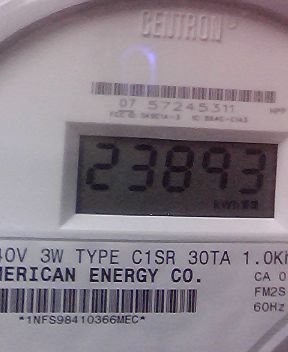 CENTRON
07 57245311
23893
kWh
40V 3W TYPE C1SR 30TA 1.0Kh
MERICAN ENERGY CO.
CA 0
FM2S
60Hz
*1NFS98410366MEC*